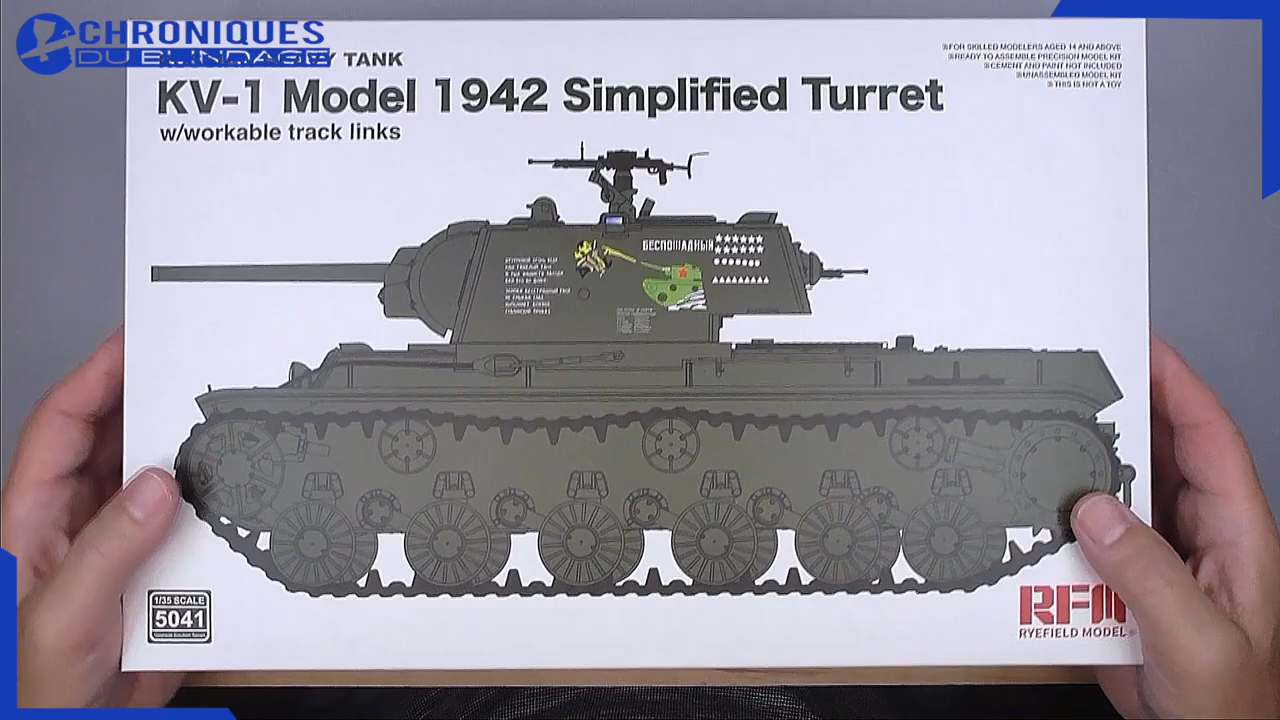 CHRONIQUES
DU BLINDAGE
TANK
KV-1 Model 1942 Simplified Turret
w/workable track links
※FOR SKILLED MODELERS AGED 14 AND ABOVE
※READY TO ASSEMBLE PRECISION MODEL KIT
※CEMENT AND PAINT NOT INCLUDED
※UNASSEMBLED MODEL KIT
※THIS IS NOT A TOY
БЕСПОЩАДНЫЙ
1/35 SCALE
5041
RFM
RYEFIELD MODEL